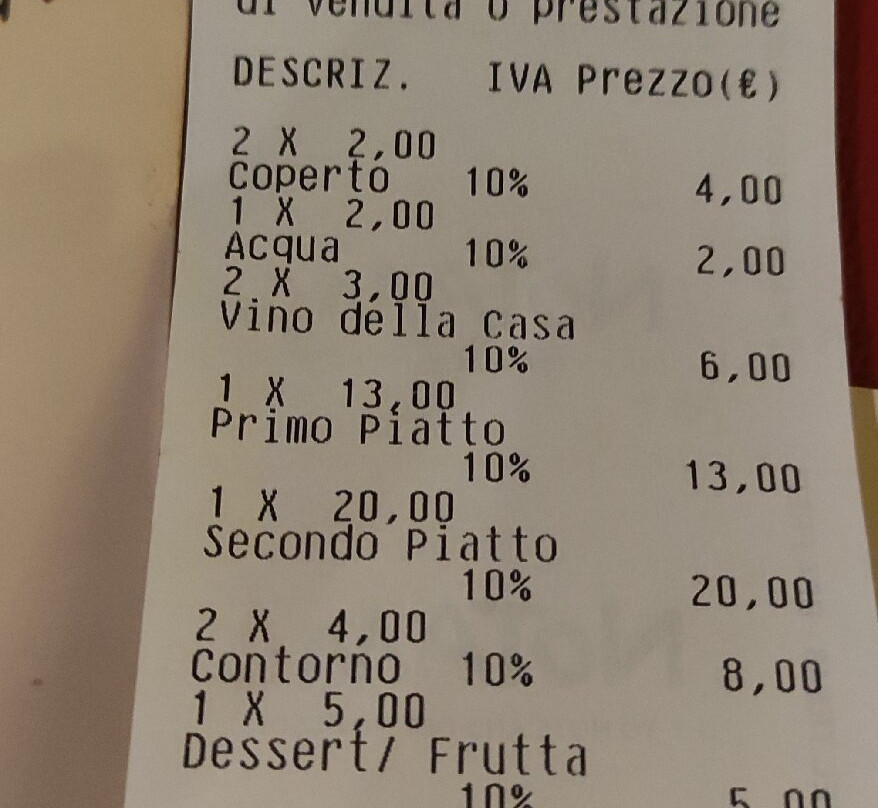 di vendita o prestazione
DESCRIZ. IVA Prezzo(€)
2 X 2,00
Coperto 10% 4,00
1 X 2,00
Acqua 10% 2,00
2 X 3,00
Vino della casa
10% 6,00
1 X 13,00
Primo Piatto
10% 13,00
1 X 20,00
Secondo Piatto
10% 20,00
2 X 4,00
Contorno 10% 8,00
1 X 5,00
Dessert/ Frutta
10% 5,00